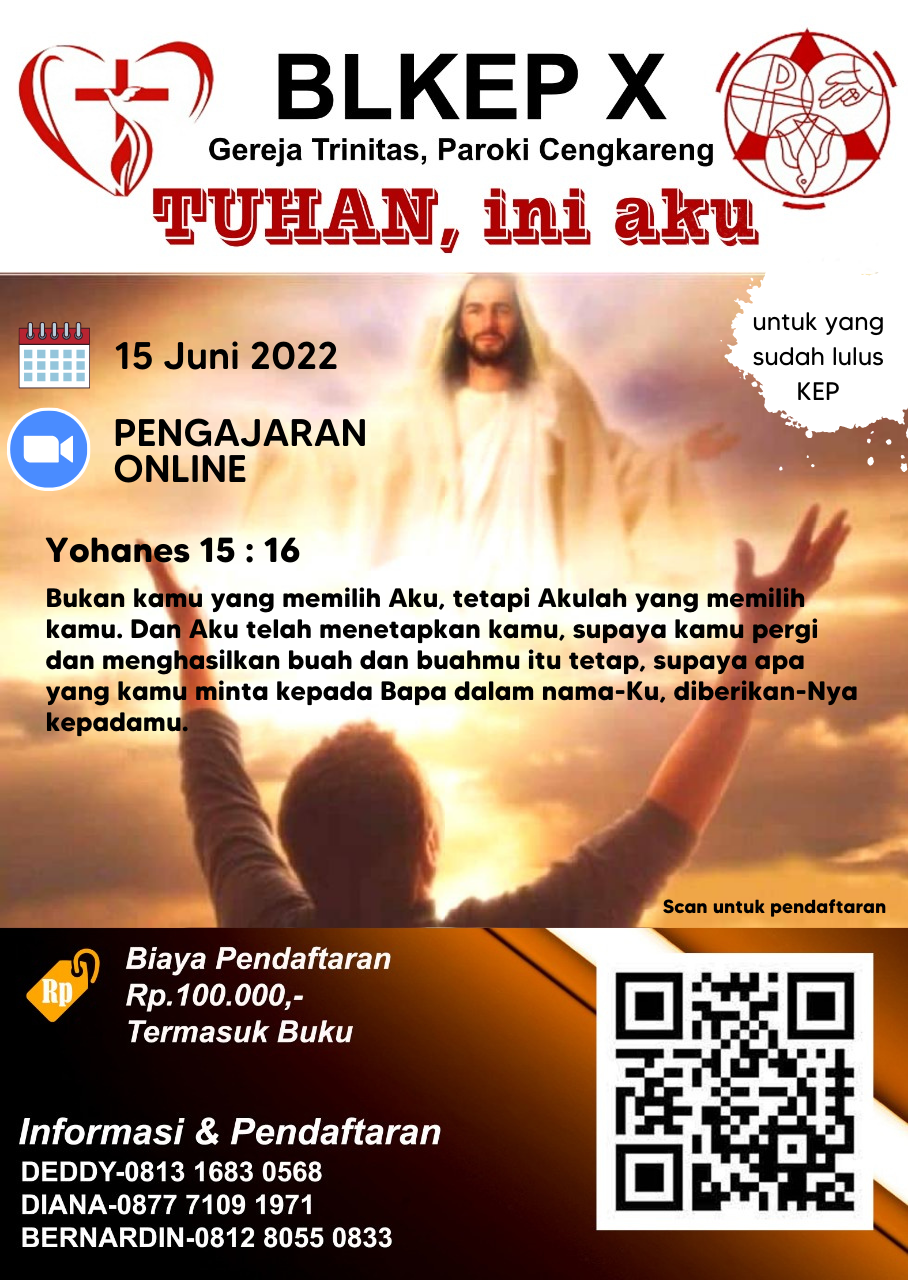 BLKEP X
Gereja Trinitas, Paroki Cengkareng
TUHAN, ini aku
untuk yang
sudah lulus
KEP
15 Juni 2022
PENGAJARAN
ONLINE
Yohanes 15 : 16
Bukan kamu yang memilih Aku, tetapi Akulah yang memilih
kamu. Dan Aku telah menetapkan kamu, supaya kamu pergi
dan menghasilkan buah dan buahmu itu tetap, supaya apa
yang kamu minta kepada Bapa dalam nama-Ku, diberikan-Nya
kepadamu.
Scan untuk pendaftaran
Rp
Biaya Pendaftaran
Rp.100.000,-
Termasuk Buku
Informasi & Pendaftaran
DEDDY-0813 1683 0568
DIANA-0877 7109 1971
BERNARDIN-0812 8055 0833